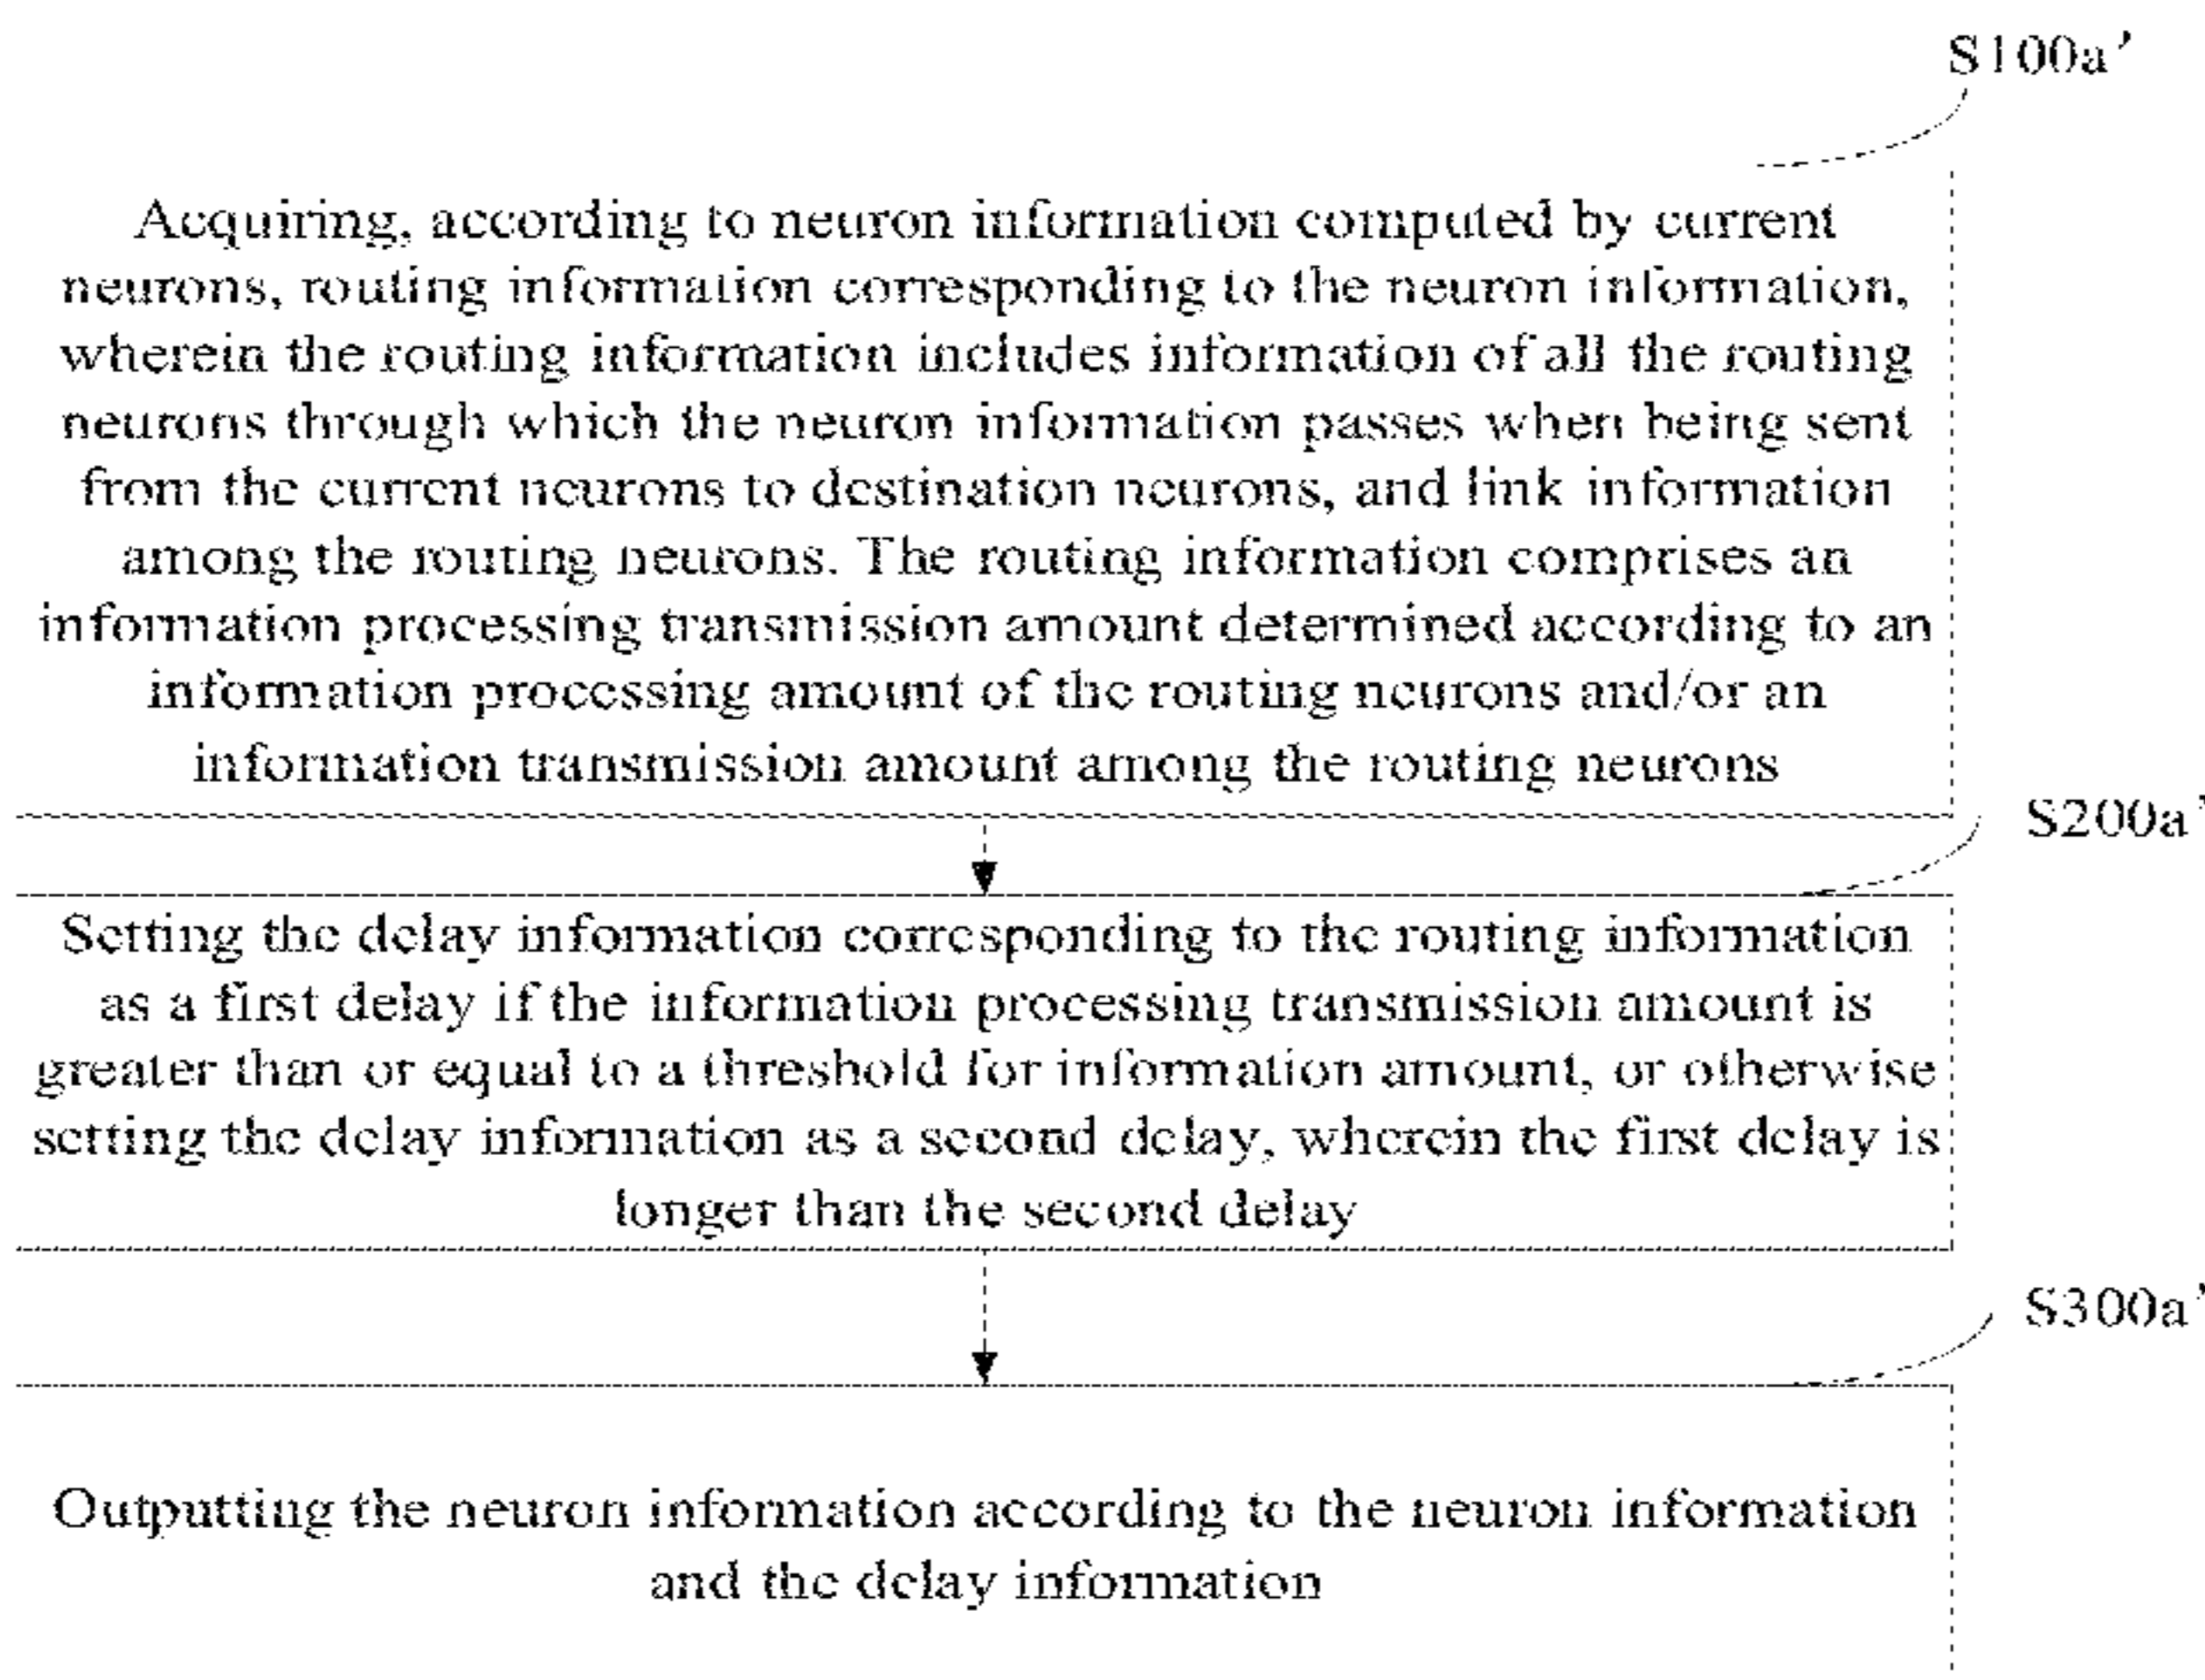 S100a’
Acquiring, according to neuron information computed by current
neurons, routing information corresponding to the neuron information,
wherein the routing information includes information of all the routing
neurons through which the neuron information passes when being sent
from the current neurons to destination neurons, and link information
among the routing neurons. The routing information comprises an
information processing transmission amount determined according to an
information processing amount of the routing neurons and/or an
information transmission amount among the routing neurons
S200a’
Setting the delay information corresponding to the routing information
as a first delay if the information processing transmission amount is
greater than or equal to a threshold for information amount, or otherwise
setting the delay information as a second delay, wherein the first delay is
longer than the second delay
S300a’
Outputting the neuron information according to the neuron information
and the delay information